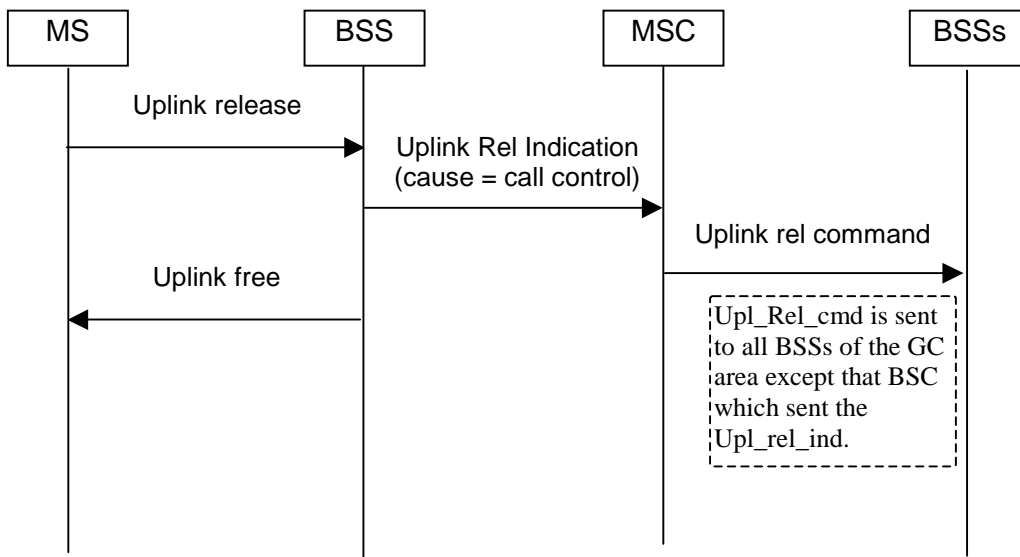 MS
BSS
MSC
BSSs
Uplink release
Uplink Rel Indication
(cause = call control)
Uplink rel command
Uplink free
Upl_Rel_cmd is sent
to all BSSs of the GC
area except that BSC
which sent the
Upl_rel_ind.